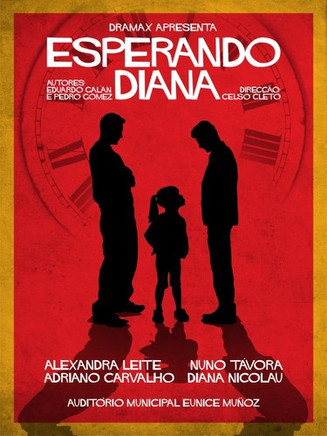 DRAMAX APRESENTA
ESPERANDO
DIANA
AUTORES
EDUARDO GALAN
E PEDRO GOMEZ
DIRECÇÃO
CELSO CLETO
ALEXANDRA LEITE
NUNO TÁVORA
ADRIANO CARVALHO
DIANA NICOLAU
AUDITÓRIO MUNICIPAL EUNICE MUÑOZ